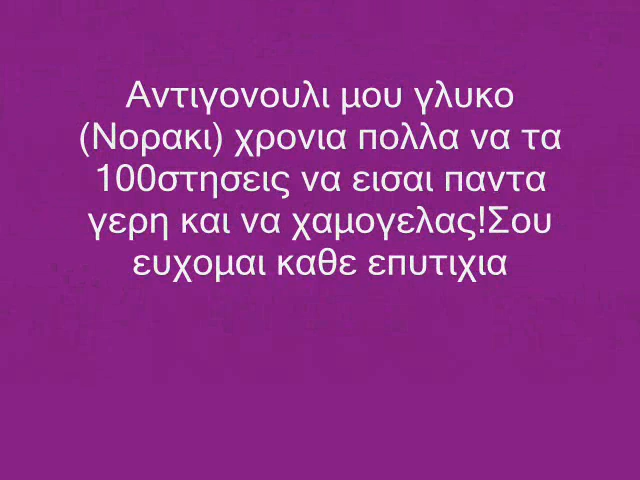 Αντιγονουλι μου γλυκο
(Νορακι) χρονια πολλα να τα
100στησεις να εισαι παντα
γερη και να χαμογελας!Σου
ευχομαι καθε επυτιχια